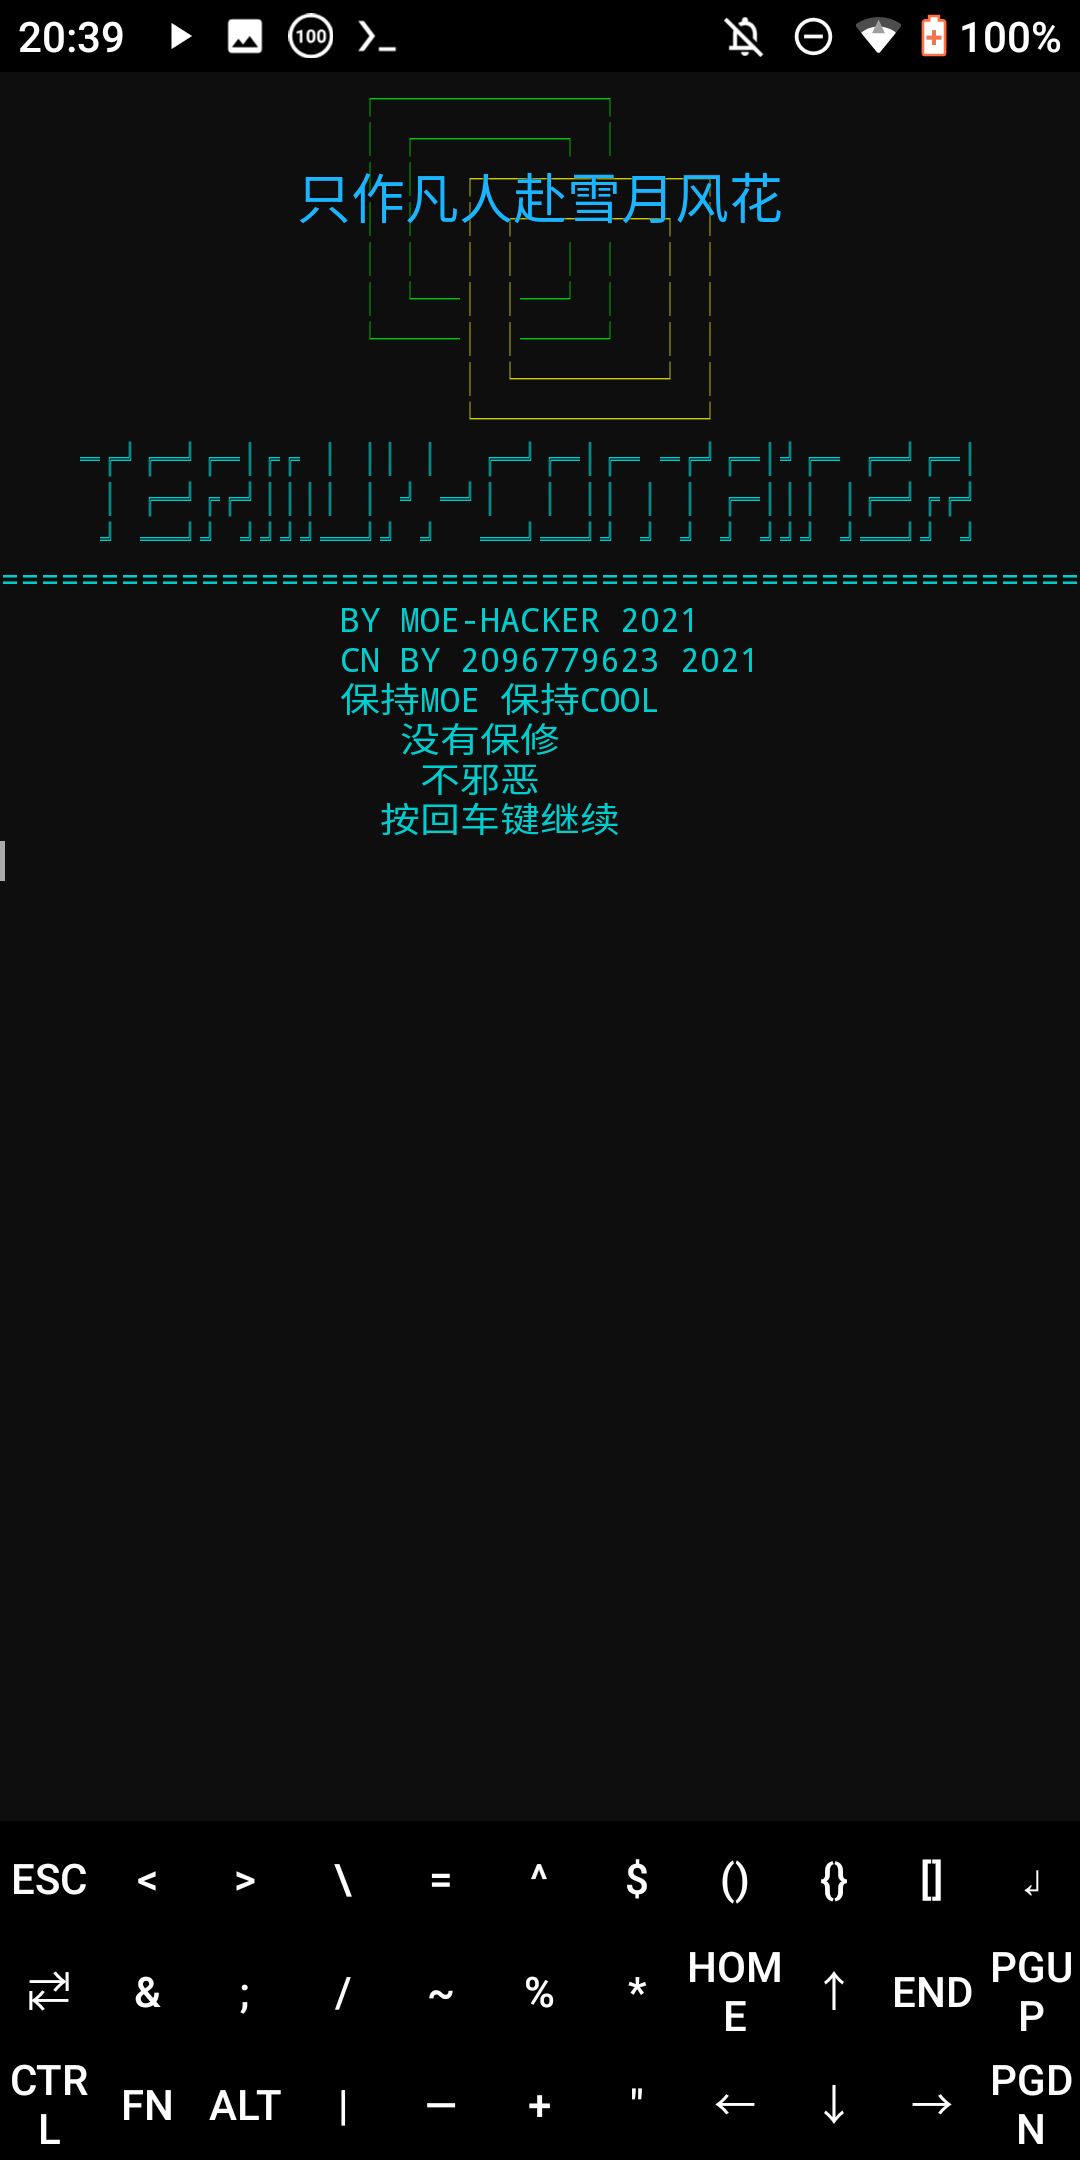 20:39 100 100%
只作凡人赴雪月风花
TERMUX-CONTAINER
============================================================
BY MOE-HACKER 2021
CN BY 2096779623 2021
保持MOE 保持COOL
没有保修
不邪恶
按回车键继续
ESC < > \ = ^ $ () {} [] ↲
⇄ & ; / ~ % * HOME ↑ END PGUP
CTRL FN ALT | — + " ← ↓ → PGDN